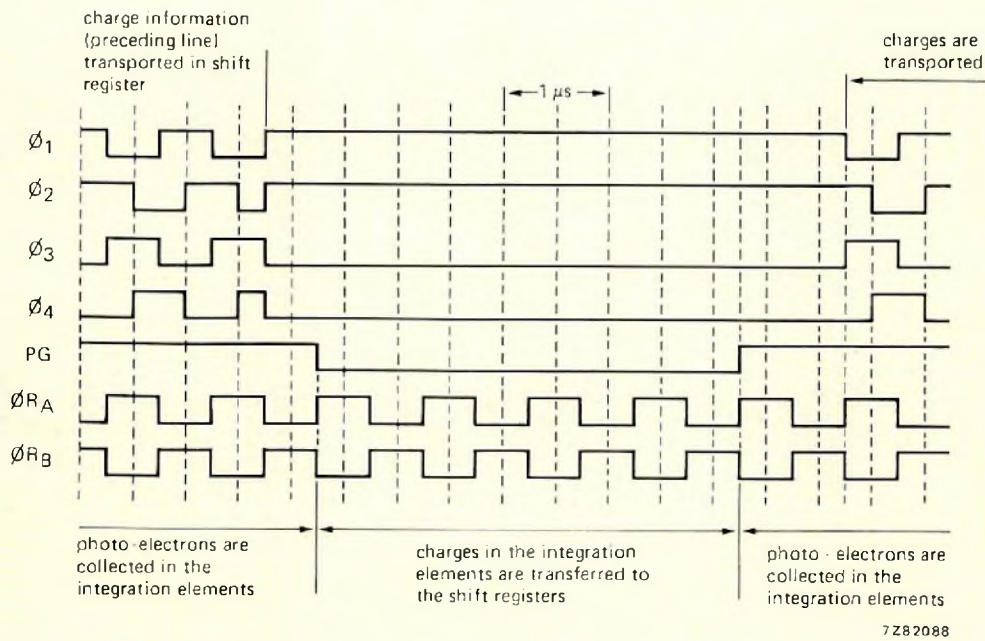 charge information
(preceding line)
transported in shift
register
charges are
transported
1 µs
Ø1
Ø2
Ø3
Ø4
PG
ØRA
ØRB
photo-electrons are
collected in the
integration elements
charges in the integration
elements are transferred to
the shift registers
photo - electrons are
collected in the
integration elements
7Z82088